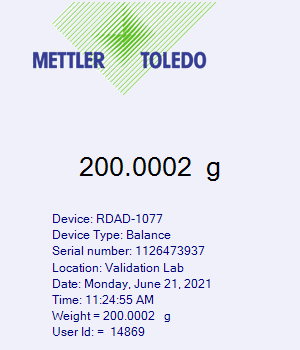 METTLER TOLEDO
200.0002 g
Device: RDAD-1077
Device Type: Balance
Serial number: 1126473937
Location: Validation Lab
Date: Monday, June 21, 2021
Time: 11:24:55 AM
Weight = 200.0002 g
User Id: = 14869